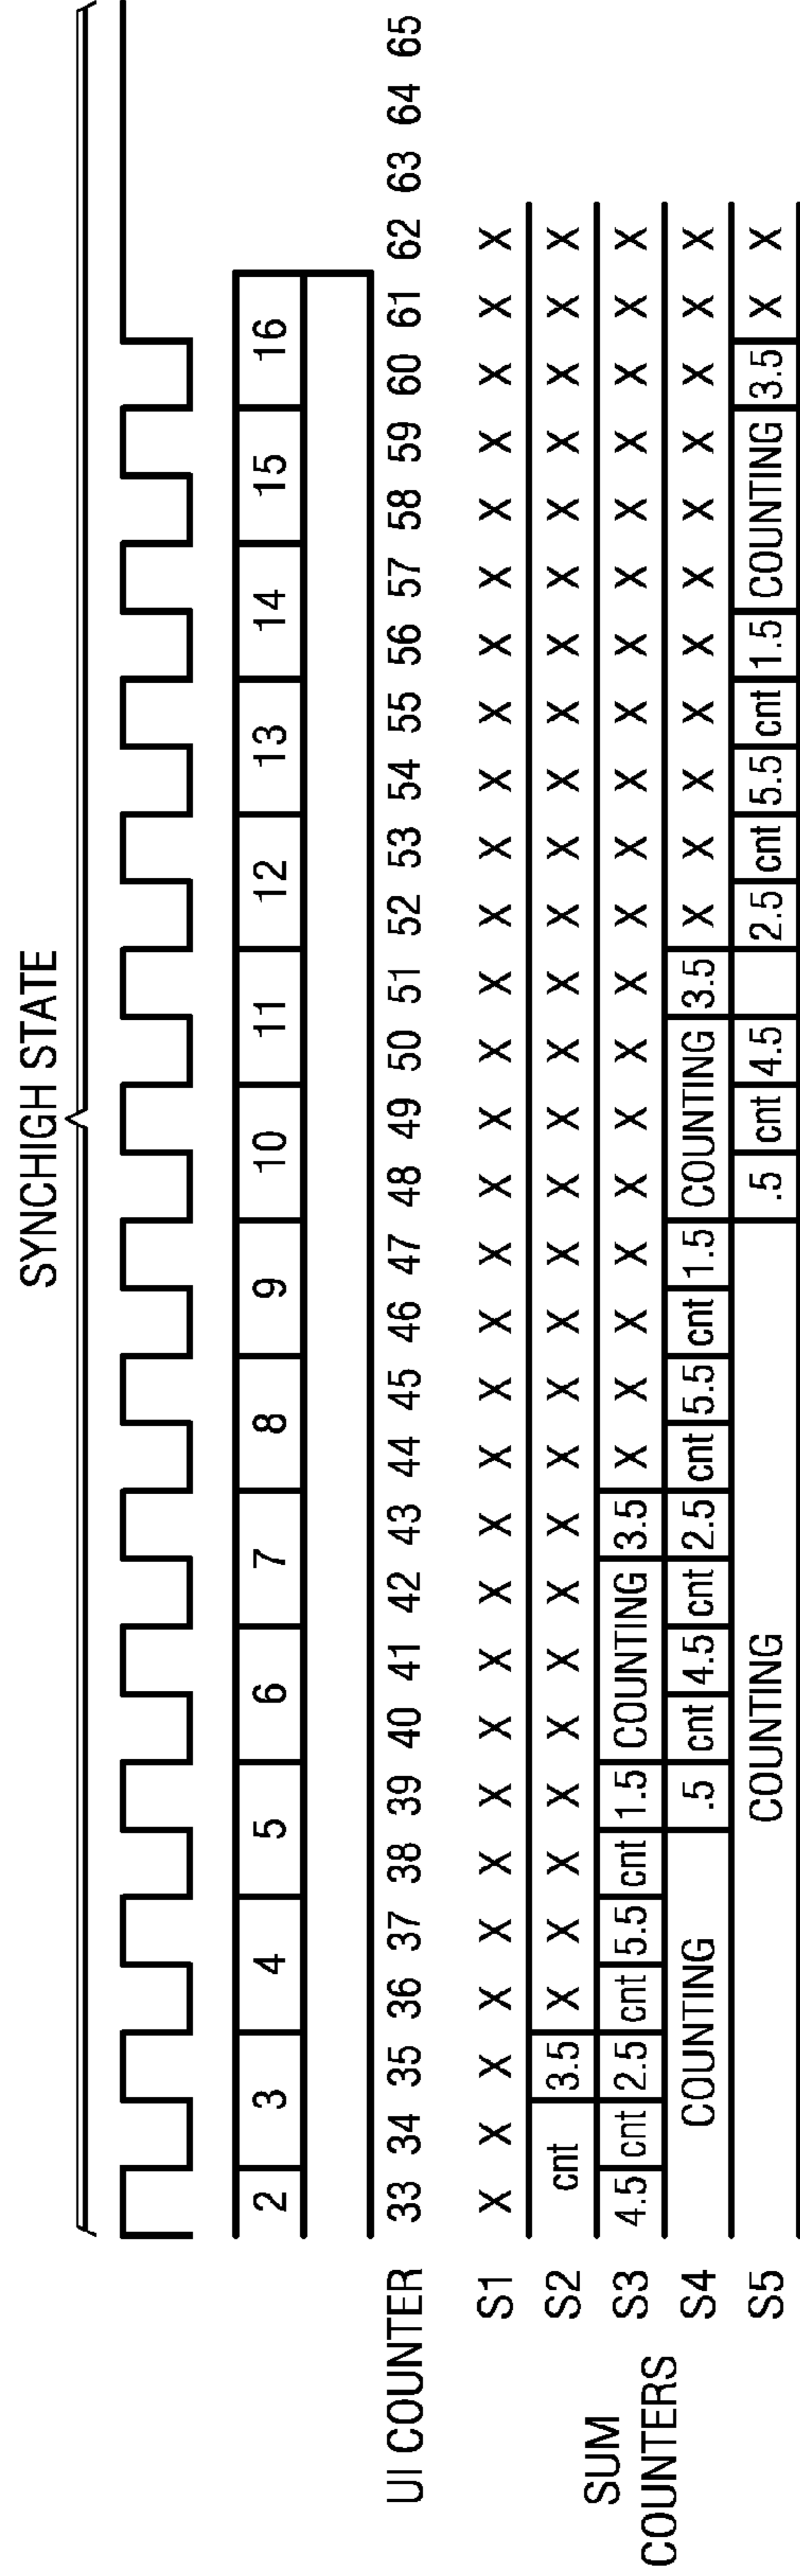 SYNCHIGH STATE
2 3 4 5 6 7 8 9 10 11 12 13 14 15 16
UI COUNTER 33 34 35 36 37 38 39 40 41 42 43 44 45 46 47 48 49 50 51 52 53 54 55 56 57 58 59 60 61 62 63 64 65
SUM
COUNTERS
S1 X X X X X X X X X X X X X X X X X X X X X X X X X X X X X X
S2 cnt 3.5 X X X X X X X X X X X X X X X X X X X X X X X X X X X
S3 4.5 cnt 2.5 cnt 5.5 cnt 1.5 COUNTING 3.5 X X X X X X X X X X X X X X X X X X X
S4 COUNTING .5 cnt 4.5 cnt 2.5 cnt 5.5 cnt 1.5 COUNTING 3.5 X X X X X X X X X X X
S5 COUNTING .5 cnt 4.5 2.5 cnt 5.5 cnt 1.5 COUNTING 3.5 X X